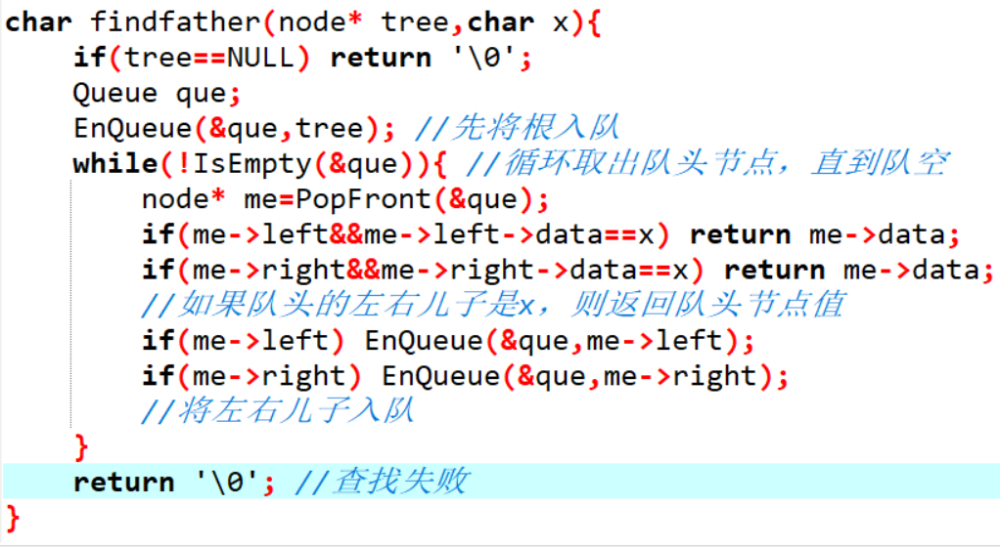 char findfather(node* tree,char x){
    if(tree==NULL) return '\0';
    Queue que;
    EnQueue(&que,tree); //先将根入队
    while(!IsEmpty(&que)){ //循环取出队头节点，直到队空
        node* me=PopFront(&que);
        if(me->left&&me->left->data==x) return me->data;
        if(me->right&&me->right->data==x) return me->data;
        //如果队头的左右儿子是x，则返回队头节点值
        if(me->left) EnQueue(&que,me->left);
        if(me->right) EnQueue(&que,me->right);
        //将左右儿子入队
    }
    return '\0'; //查找失败
}